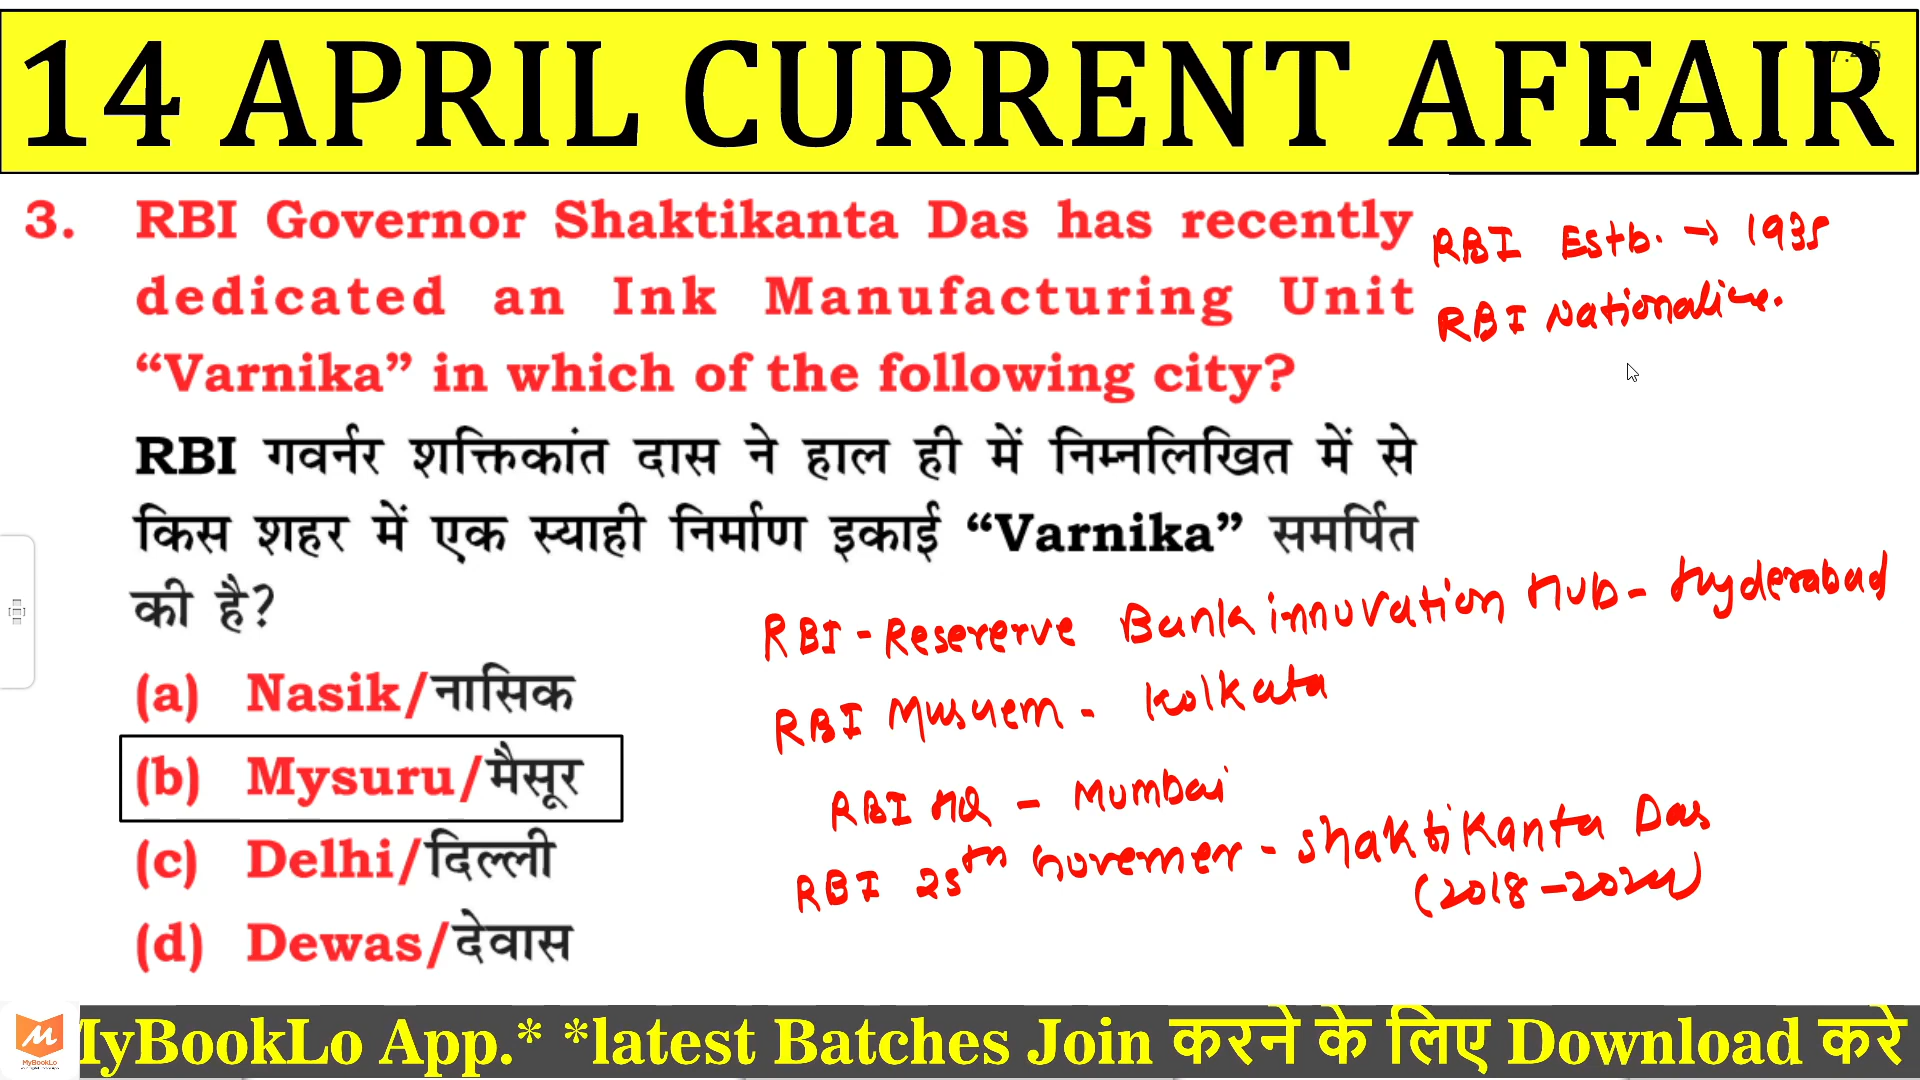 14 APRIL CURRENT AFFAIR
3. RBI Governor Shaktikanta Das has recently
dedicated an Ink Manufacturing Unit
“Varnika” in which of the following city?
RBI Estb. → 1935
RBI Nationalise.
RBI गवर्नर शक्तिकांत दास ने हाल ही में निम्नलिखित में से
किस शहर में एक स्याही निर्माण इकाई “Varnika” समर्पित
की है?
(a) Nasik/नासिक
(b) Mysuru/मैसूर
(c) Delhi/दिल्ली
(d) Dewas/देवास
RBI - Resererve Bank innuvation Hub - Hyderabad
RBI Musuem - Kolkata
RBI HQ - Mumbai
RBI 25th Governer - Shaktikanta Das
(2018-2024)
MyBookLo App.* *latest Batches Join करने के लिए Download करे
MyBookLo